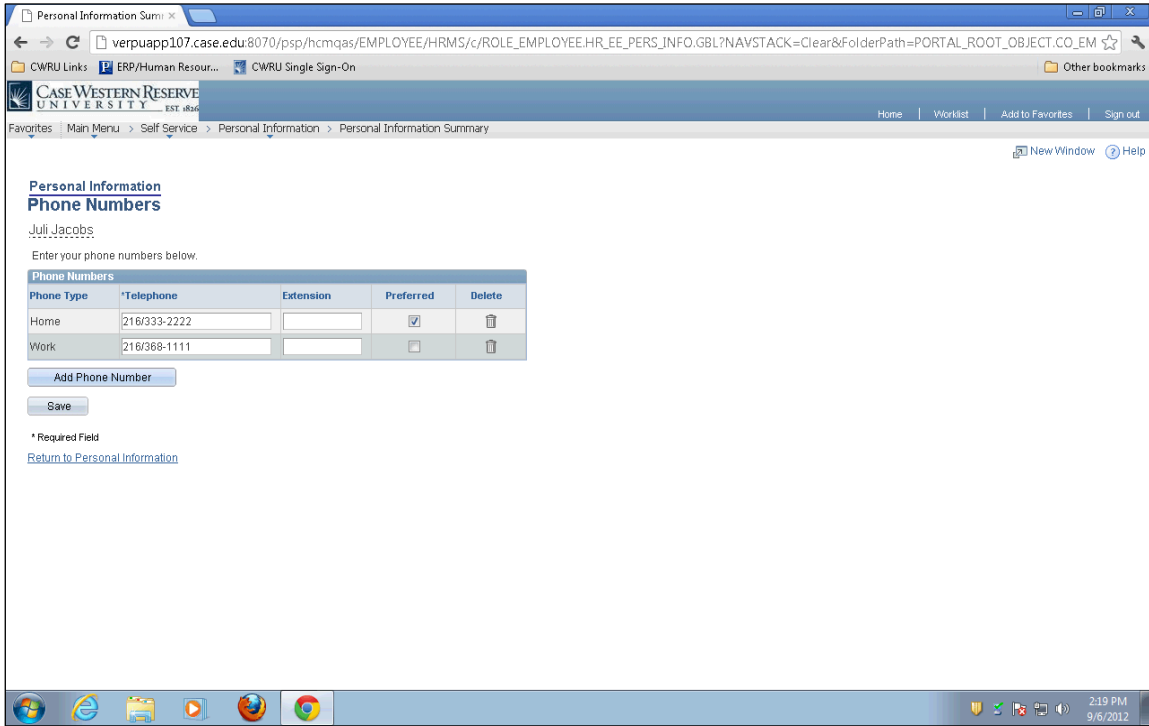 Personal Information Summ
verpuapp107.case.edu:8070/psp/hcmqas/EMPLOYEE/HRMS/c/ROLE_EMPLOYEE.HR_EE_PERS_INFO.GBL?NAVSTACK=Clear&FolderPath=PORTAL_ROOT_OBJECT.CO_EM
CWRU Links ERP/Human Resour... CWRU Single Sign-On Other bookmarks
CASE WESTERN RESERVE
UNIVERSITY EST. 1826
Home | Worklist | Add to Favorites | Sign out
Favorites Main Menu > Self Service > Personal Information > Personal Information Summary
New Window ? Help
Personal Information
Phone Numbers
Juli Jacobs
Enter your phone numbers below.
Phone Numbers
Phone Type *Telephone Extension Preferred Delete
Home 216/333-2222
Work 216/368-1111
Add Phone Number
Save
* Required Field
Return to Personal Information
2:19 PM
9/6/2012